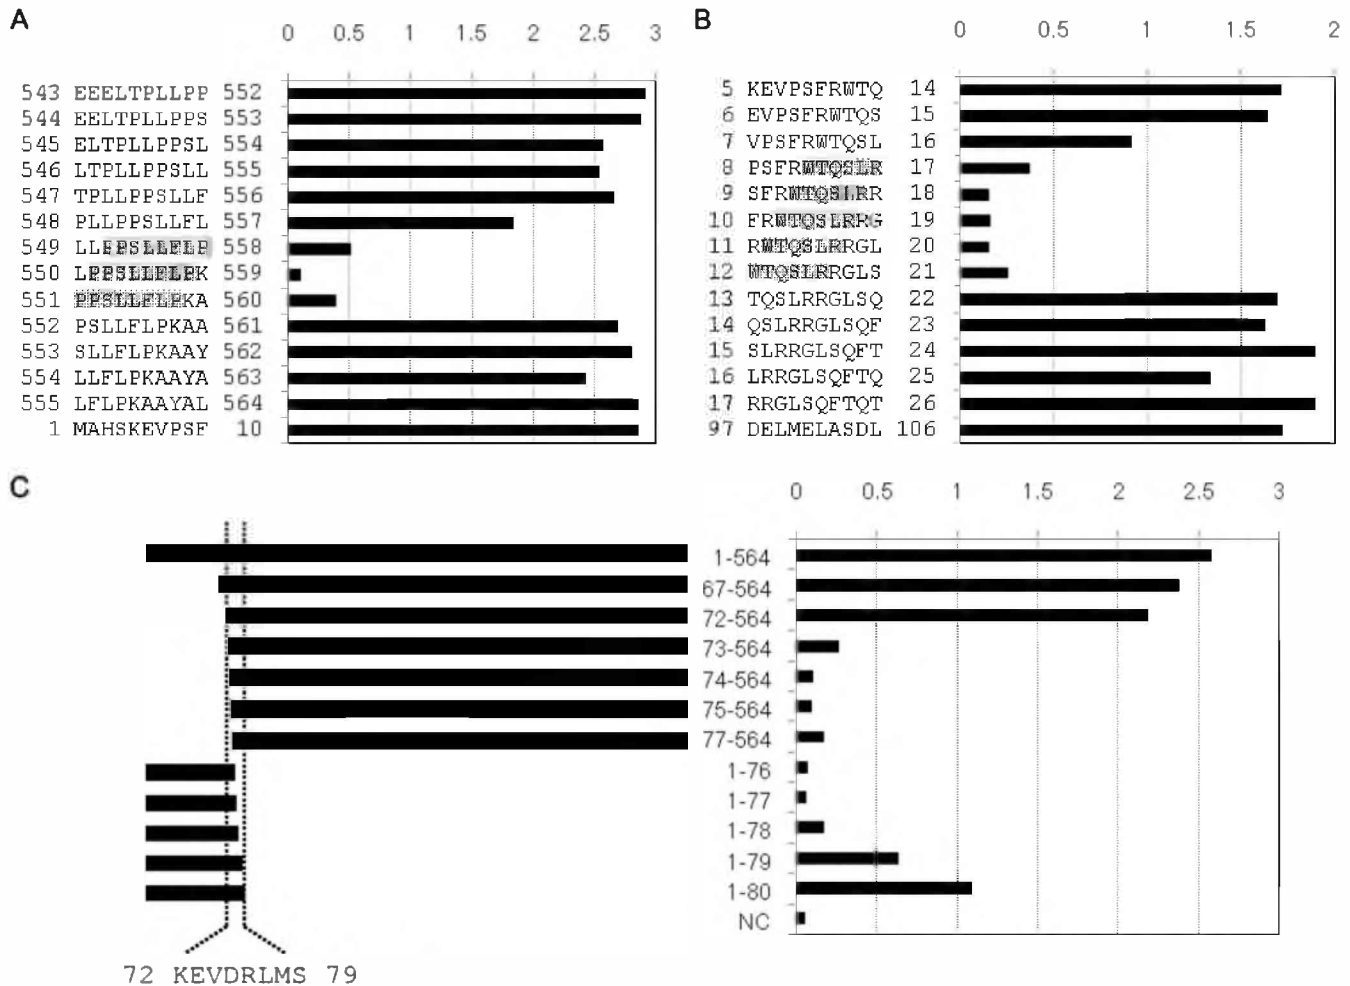 A
0 0.5 1 1.5 2 2.5 3
543 EEELTPLLPP 552
544 EELTPLLPPS 553
545 ELTPLLPPSL 554
546 LTPLLPPSLL 555
547 TPLLPPSLLF 556
548 PLLPPSLLFL 557
549 LLPPSLLFLP 558
550 LPPSLLFLPK 559
551 PPSLLFLPKA 560
552 PSLLFLPKAA 561
553 SLLFLPKAAY 562
554 LLFLPKAAYA 563
555 LFLPKAAYAL 564
1 MAHSKEVPSF 10
B
0 0.5 1 1.5 2
5 KEVPSFRWTQ 14
6 EVPSFRWTQS 15
7 VPSFRWTQSL 16
8 PSFRWTQSLR 17
9 SFRWTQSLRR 18
10 FRWTQSLRRG 19
11 RWTQSLRRGL 20
12 WTQSLRRGLS 21
13 TQSLRRGLSQ 22
14 QSLRRGLSQF 23
15 SLRRGLSQFT 24
16 LRRGLSQFTQ 25
17 RRGLSQFTQT 26
97 DELMELASDL 106
C
0 0.5 1 1.5 2 2.5 3
1-564
67-564
72-564
73-564
74-564
75-564
77-564
1-76
1-77
1-78
1-79
1-80
NC
72 KEVDRLMS 79